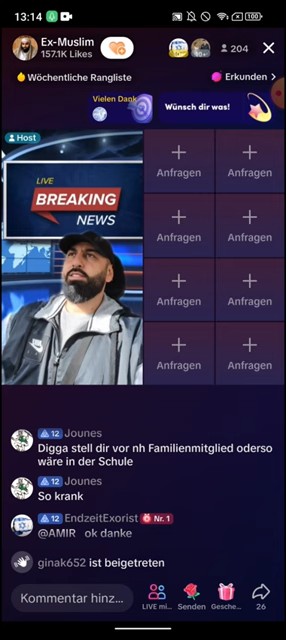 13:14
100
Ex-Muslim
157.1K Likes
204
Wöchentliche Rangliste
Erkunden
Vielen Dank
Wünsch dir was!
Host
LIVE
BREAKING
NEWS
Anfragen
Anfragen
Anfragen
Anfragen
Anfragen
Anfragen
Anfragen
Anfragen
12 Jounes
Digga stell dir vor nh Familienmitglied oderso
wäre in der Schule
12 Jounes
So krank
12 EndzeitExorist Nr. 1
@AMIR ok danke
ginak652 ist beigetreten
Kommentar hinz...
LIVE mi...
Senden
Gesche...
26